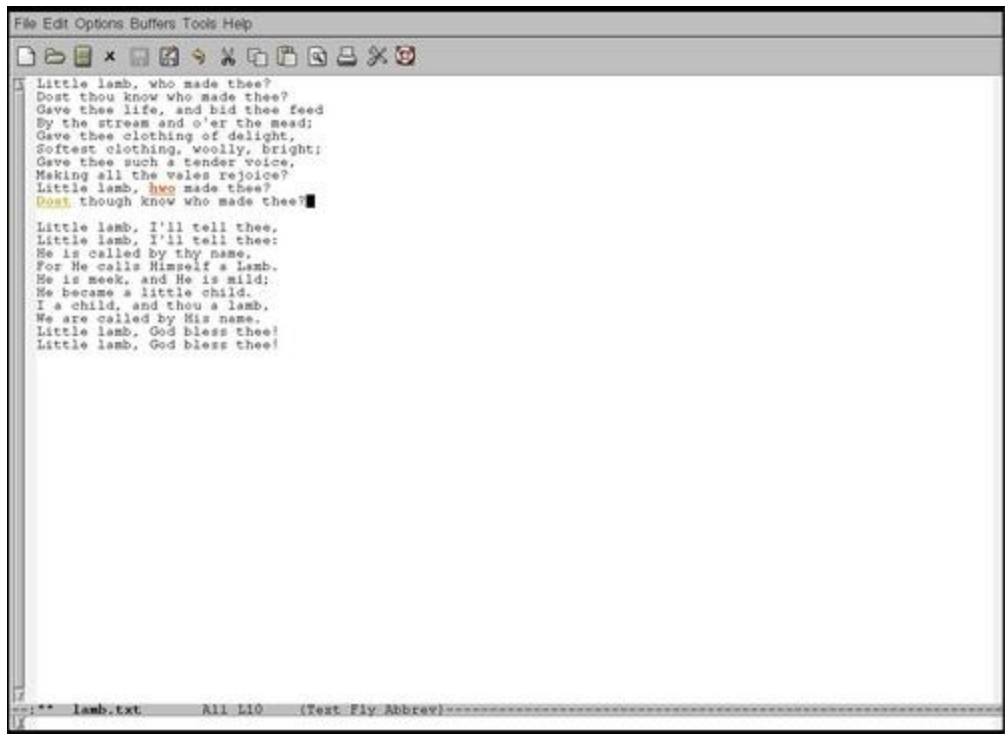 File Edit Options Buffers Tools Help
Little lamb, who made thee?
Dost thou know who made thee?
Gave thee life, and bid thee feed
By the stream and o'er the mead;
Gave thee clothing of delight,
Softest clothing, woolly, bright;
Gave thee such a tender voice,
Making all the vales rejoice?
Little lamb, hwo made thee?
Dost though know who made thee?
Little lamb, I'll tell thee,
Little lamb, I'll tell thee:
He is called by thy name,
For He calls Himself a Lamb.
He is meek, and He is mild;
He became a little child.
I a child, and thou a lamb,
We are called by His name.
Little lamb, God bless thee!
Little lamb, God bless thee!
--:** lamb.txt All L10 (Text Fly Abbrev)--------------------